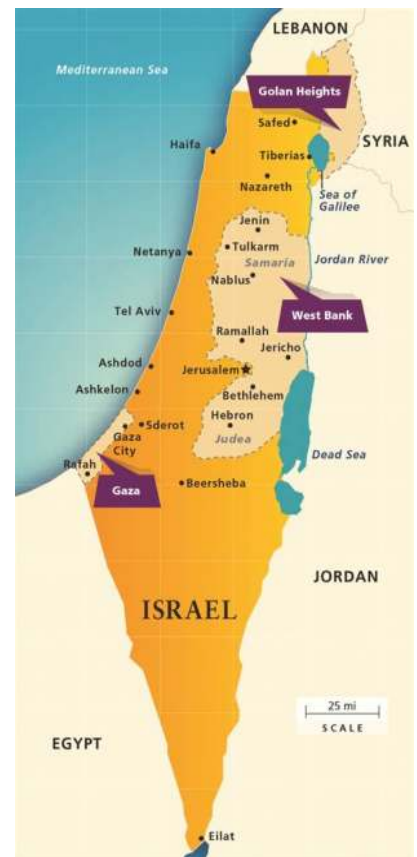 LEBANON
Mediterranean Sea
Golan Heights
Safed
SYRIA
Haifa
Tiberias
Nazareth
Sea of
Galilee
Jenin
Tulkarm
Samaria
Jordan River
Netanya
Nablus
Tel Aviv
West Bank
Ramallah
Jericho
Ashdod
Jerusalem
Ashkelon
Bethlehem
Hebron
Sderot
Gaza
City
Judea
Dead Sea
Rafah
Gaza
Beersheba
JORDAN
ISRAEL
25 mi
SCALE
EGYPT
Eilat